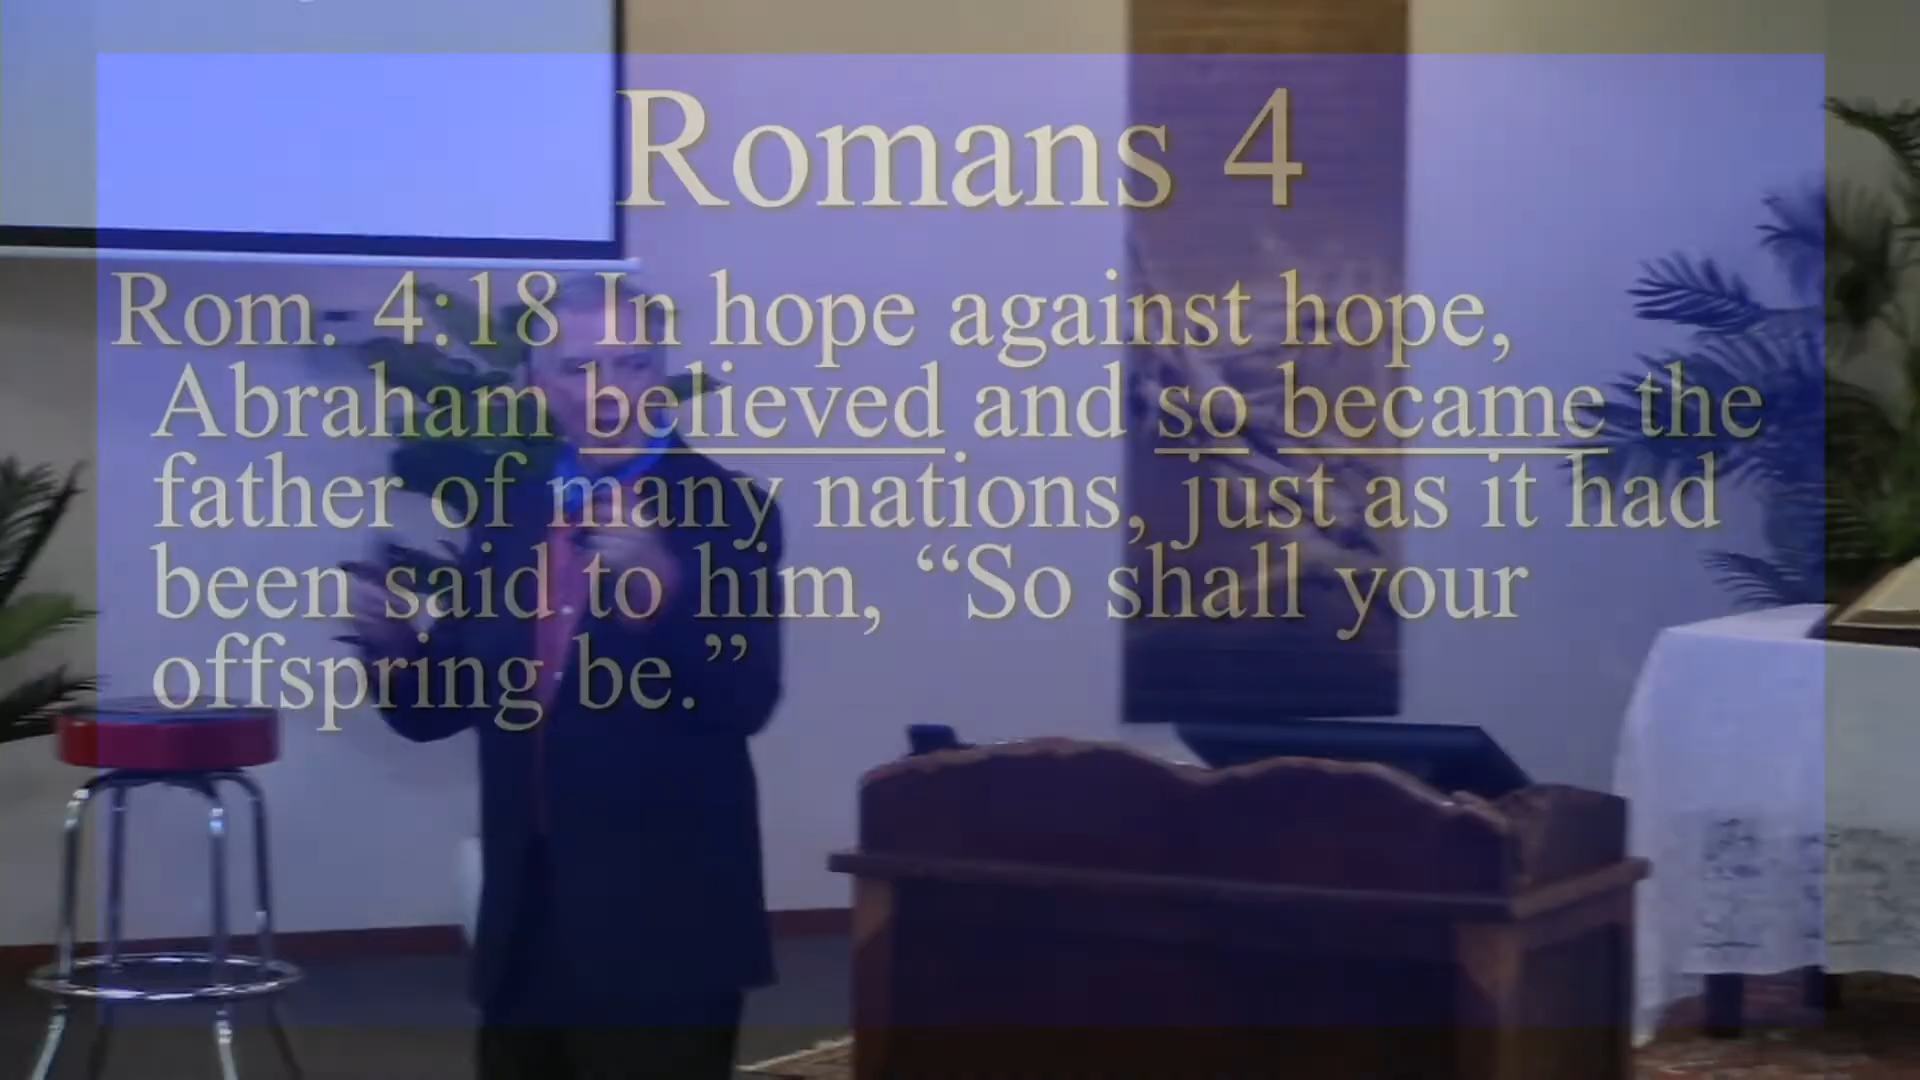 Romans 4
Rom. 4:18 In hope against hope,
Abraham believed and so became the
father of many nations, just as it had
been said to him, “So shall your
offspring be.”